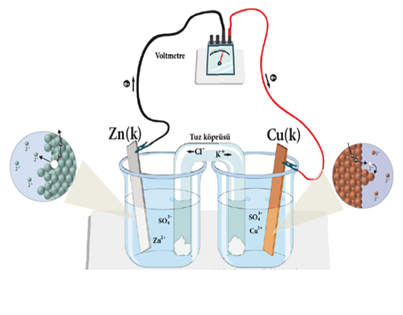 Voltmetre
e-
e-
Zn(k)
Tuz köprüsü
Cu(k)
Cl-
K+
SO₄²⁻
Zn²⁺
SO₄²⁻
Cu²⁺